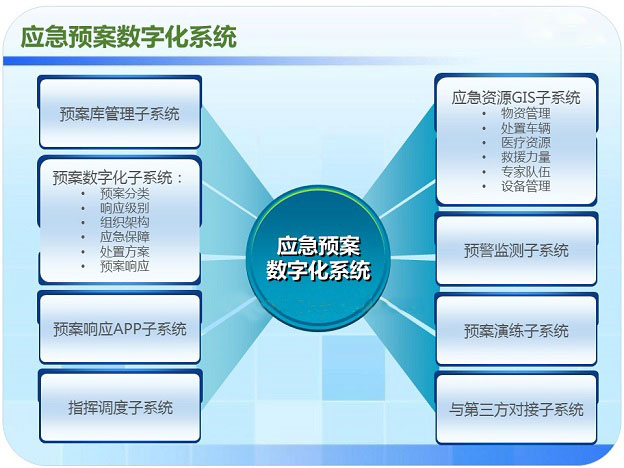 应急预案数字化系统
预案库管理子系统
预案数字化子系统：
• 预案分类
• 响应级别
• 组织架构
• 应急保障
• 处置方案
• 预案响应
预案响应APP子系统
指挥调度子系统
应急预案
数字化系统
应急资源GIS子系统
• 物资管理
• 处置车辆
• 医疗资源
• 救援力量
• 专家队伍
• 设备管理
预警监测子系统
预案演练子系统
与第三方对接子系统